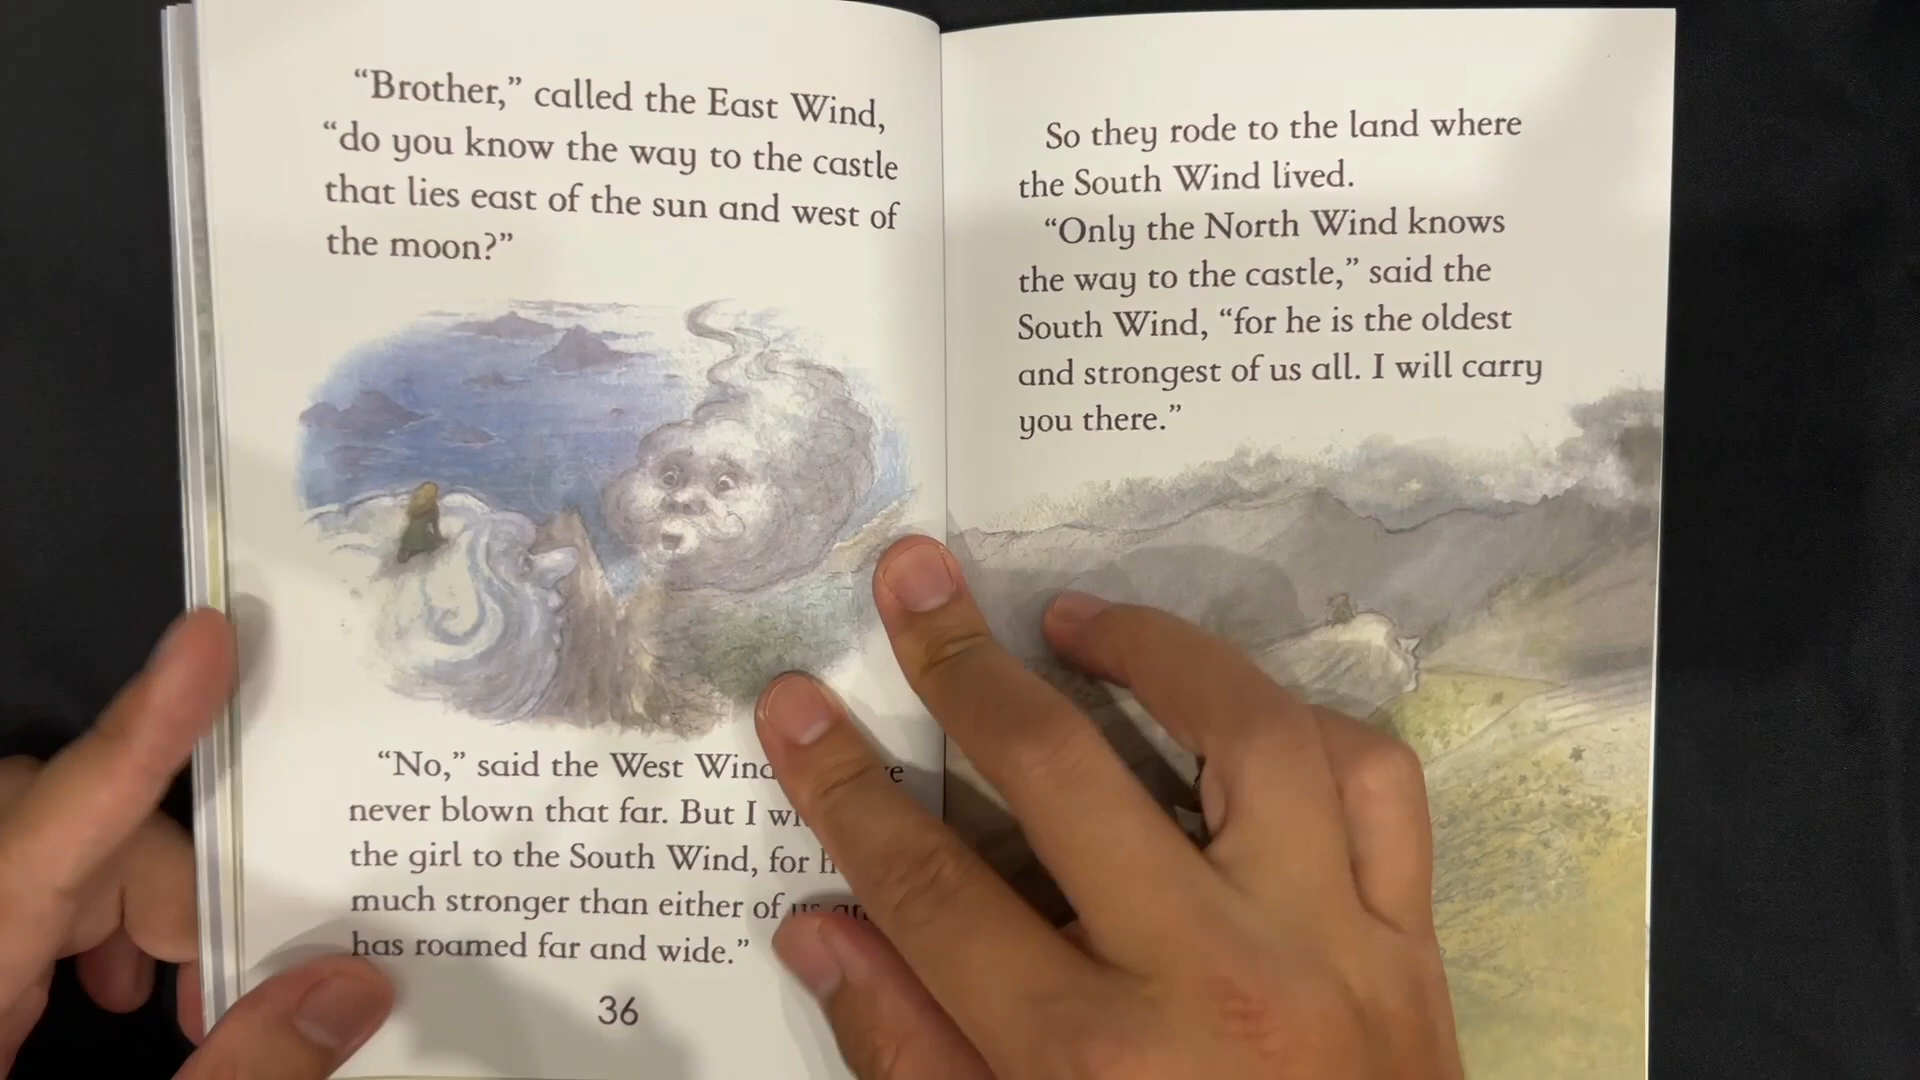 “Brother,” called the East Wind,
“do you know the way to the castle
that lies east of the sun and west of
the moon?”
“No,” said the West Wind
never blown that far. But I
the girl to the South Wind, for
much stronger than either of us
has roamed far and wide.”
36
So they rode to the land where
the South Wind lived.
“Only the North Wind knows
the way to the castle,” said the
South Wind, “for he is the oldest
and strongest of us all. I will carry
you there.”